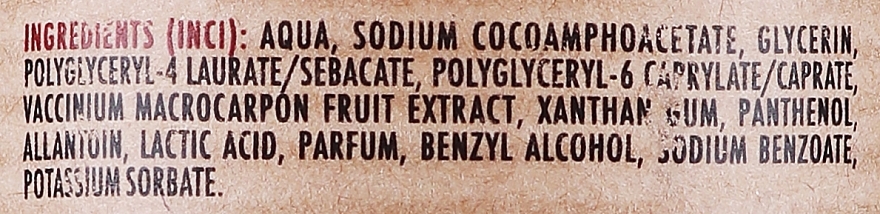 INGREDIENTS (INCI): AQUA, SODIUM COCOAMPHOACETATE, GLYCERIN,
POLYGLYCERYL-4 LAURATE/SEBACATE, POLYGLYCERYL-6 CAPRYLATE/CAPRATE,
VACCINIUM MACROCARPON FRUIT EXTRACT, XANTHAN GUM, PANTHENOL,
ALLANTOIN, LACTIC ACID, PARFUM, BENZYL ALCOHOL, SODIUM BENZOATE,
POTASSIUM SORBATE.